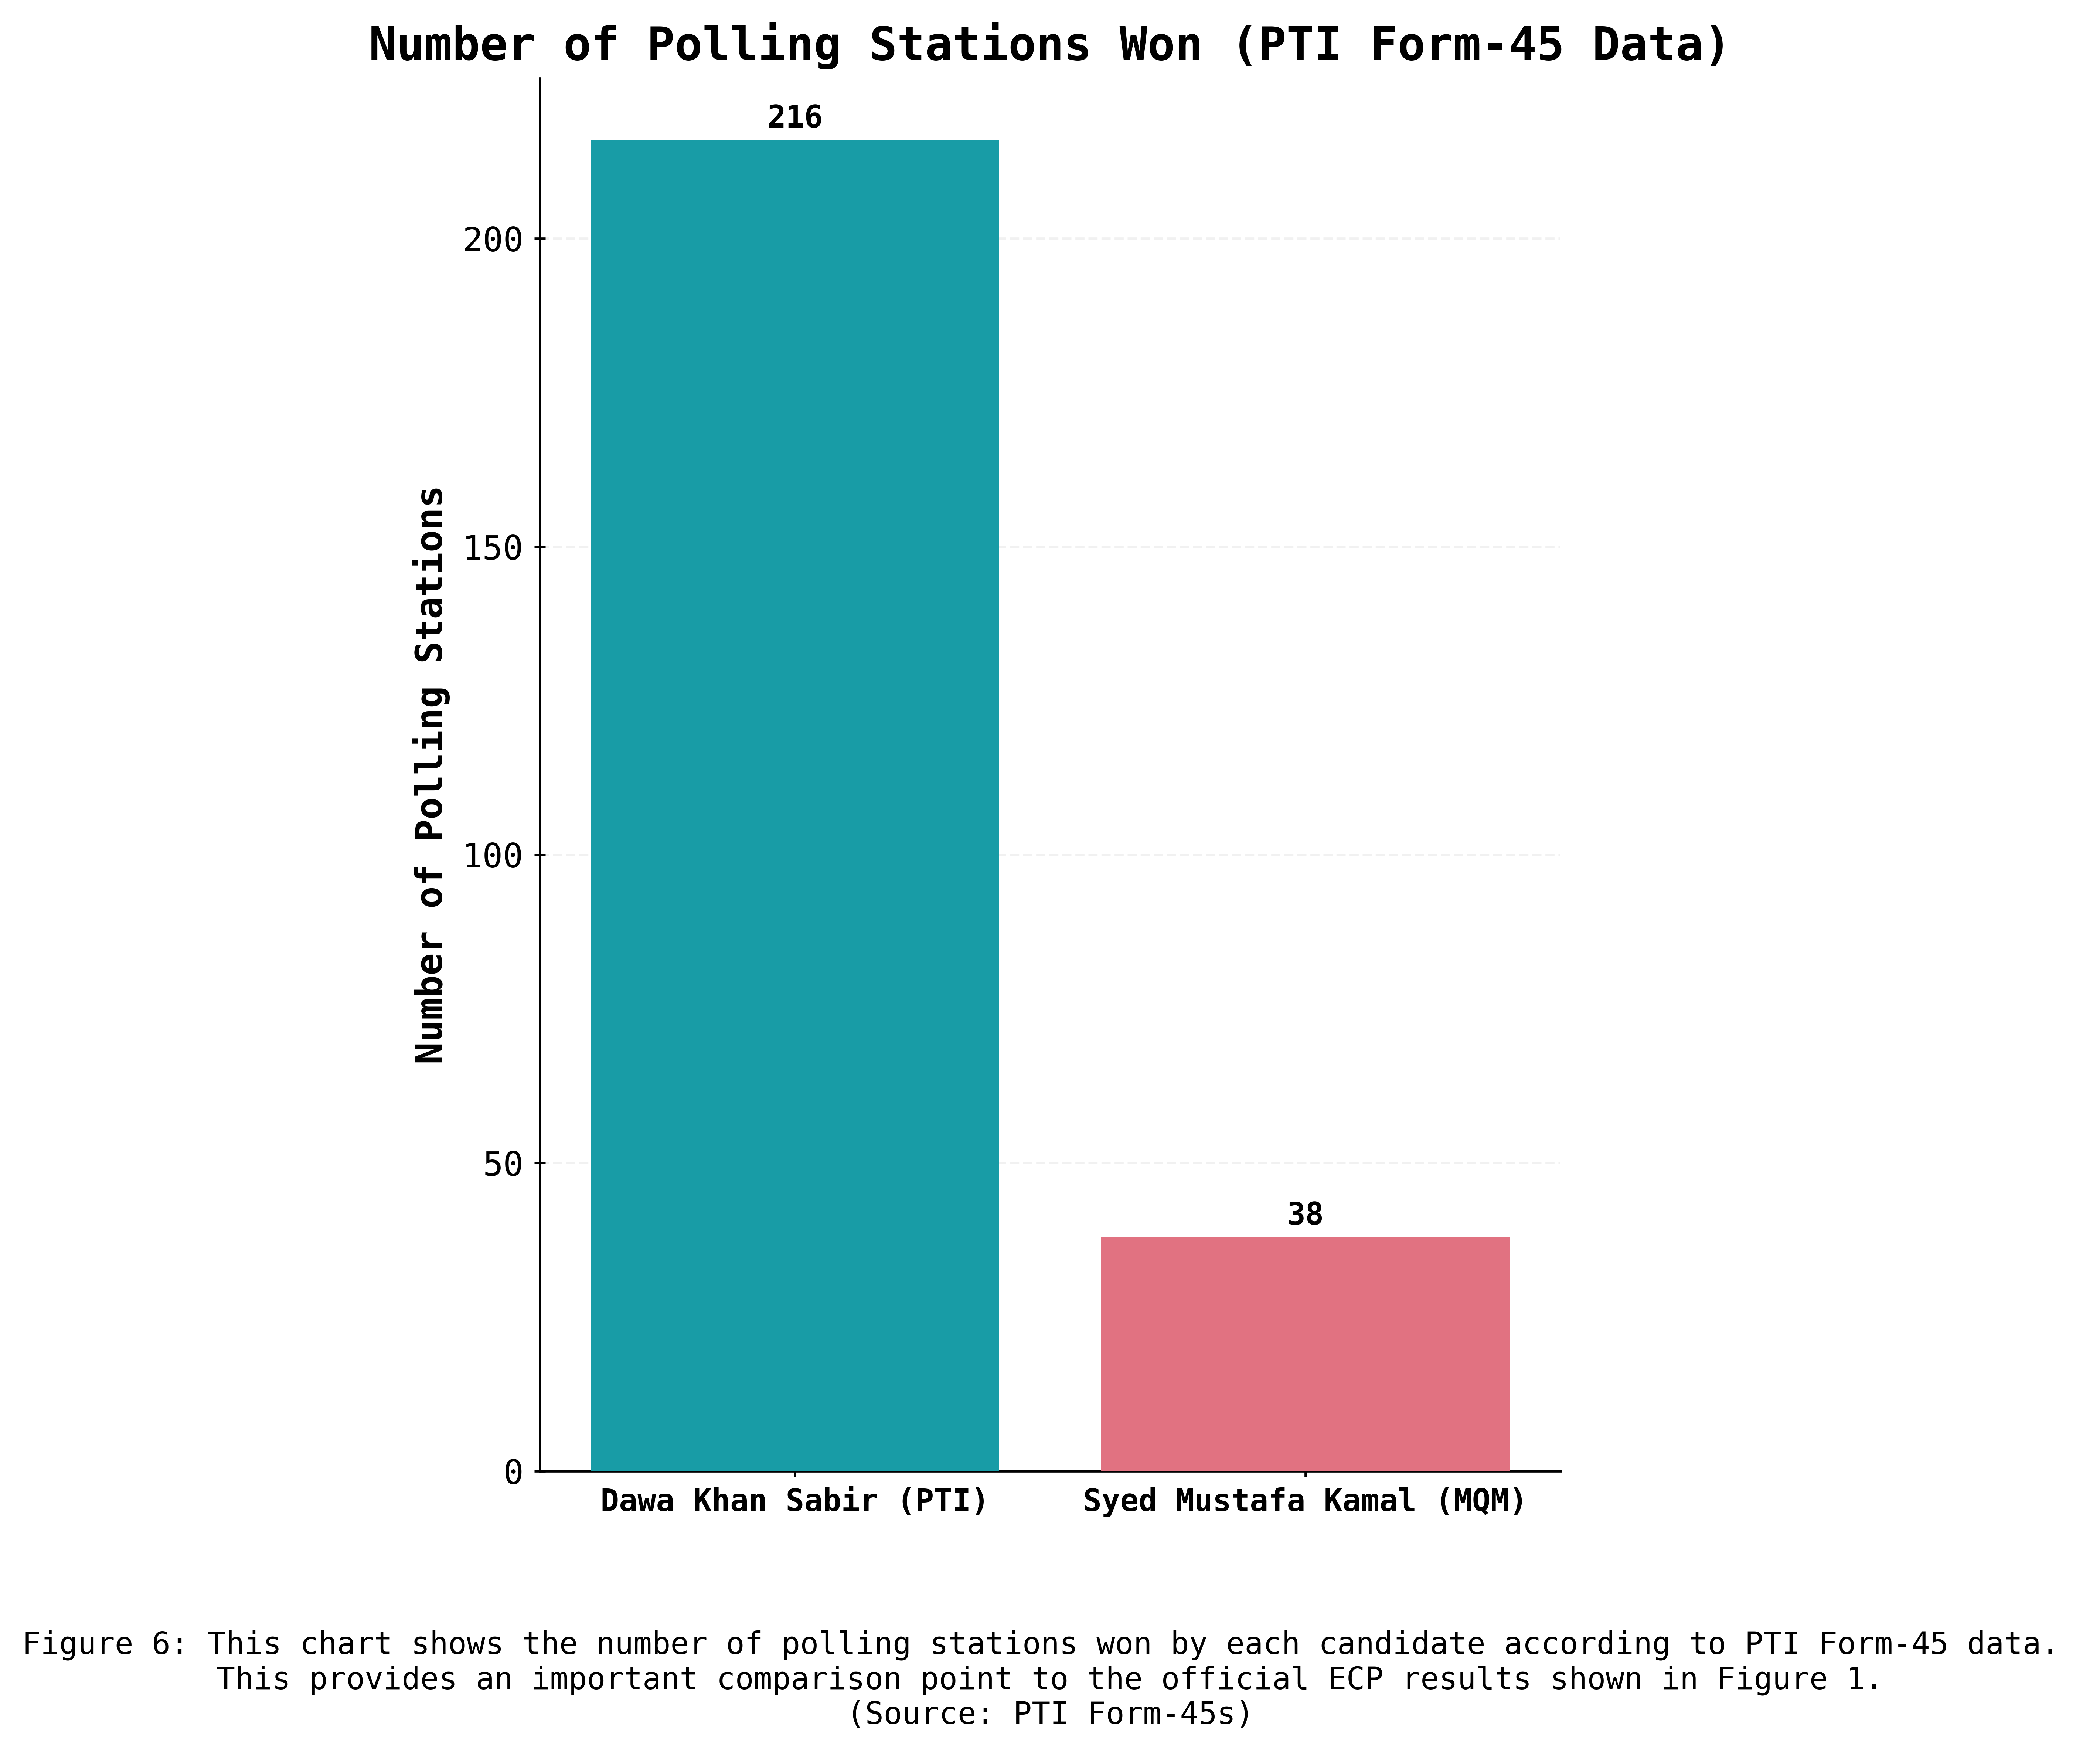 Number of Polling Stations Won (PTI Form-45 Data)
Number of Polling Stations
200
150
100
50
0
216
38
Dawa Khan Sabir (PTI)
Syed Mustafa Kamal (MQM)
Figure 6: This chart shows the number of polling stations won by each candidate according to PTI Form-45 data.
This provides an important comparison point to the official ECP results shown in Figure 1.
(Source: PTI Form-45s)